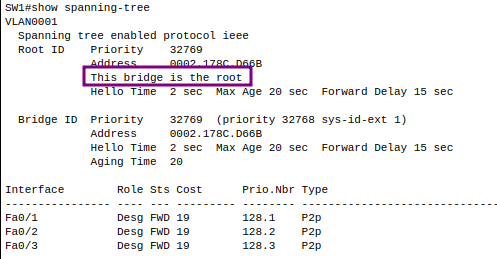 SW1#show spanning-tree
VLAN0001
  Spanning tree enabled protocol ieee
  Root ID    Priority    32769
             Address     0002.178C.D66B
             This bridge is the root
             Hello Time  2 sec  Max Age 20 sec  Forward Delay 15 sec
  Bridge ID  Priority    32769  (priority 32768 sys-id-ext 1)
             Address     0002.178C.D66B
             Hello Time  2 sec  Max Age 20 sec  Forward Delay 15 sec
             Aging Time  20
Interface        Role Sts Cost      Prio.Nbr Type
---------------- ---- --- --------- -------- --------------------------------
Fa0/1            Desg FWD 19        128.1    P2p
Fa0/2            Desg FWD 19        128.2    P2p
Fa0/3            Desg FWD 19        128.3    P2p